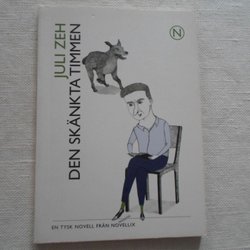 JULI ZEH
DEN SKÄNKTA TIMMEN
N
EN TYSK NOVELL FRÅN NOVELLIX